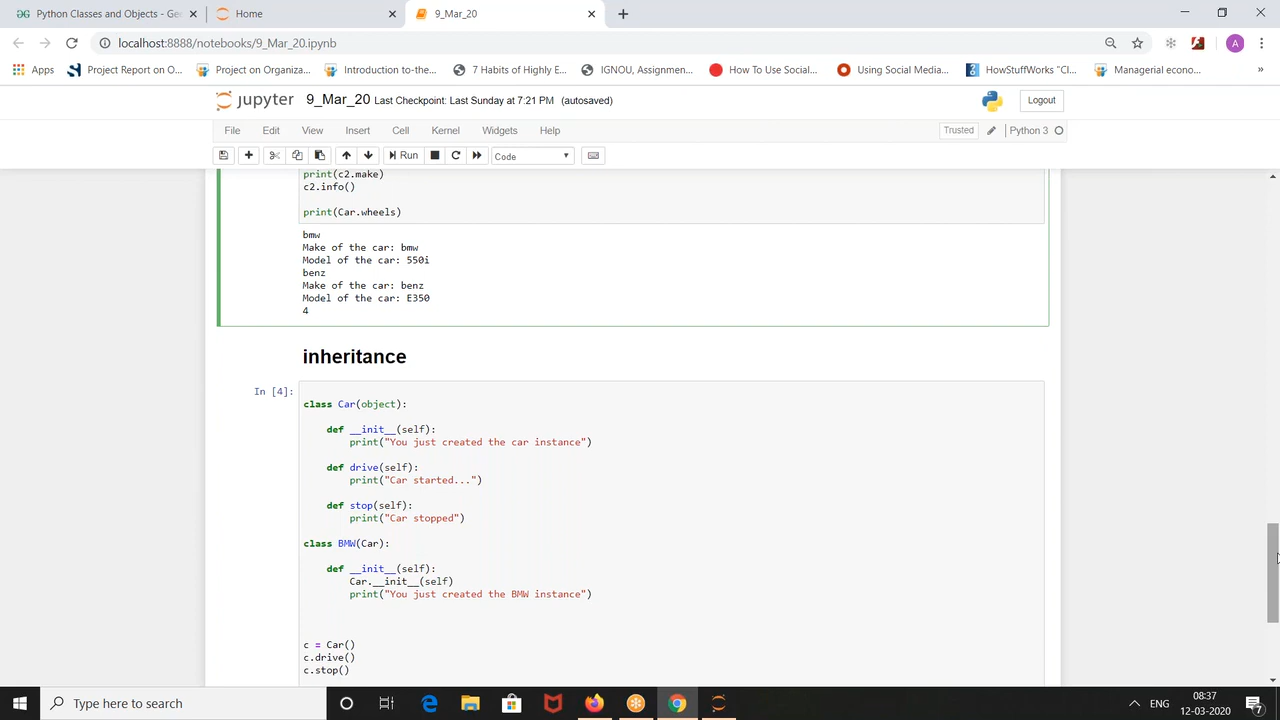 Python Classes and Objects - Gee
Home
9_Mar_20
localhost:8888/notebooks/9_Mar_20.ipynb
A
Apps
Project Report on O...
Project on Organiza...
Introduction to-the...
7 Habits of Highly E...
IGNOU, Assignmen...
How To Use Social...
Using Social Media...
HowStuffWorks "Cl...
Managerial econo...
»
jupyter 9_Mar_20 Last Checkpoint: Last Sunday at 7:21 PM (autosaved)
Logout
File Edit View Insert Cell Kernel Widgets Help
Trusted
Python 3
Run
Code
print(c2.make)
c2.info()
print(Car.wheels)
bmw
Make of the car: bmw
Model of the car: 550i
benz
Make of the car: benz
Model of the car: E350
4
inheritance
In [4]:
class Car(object):
def __init__(self):
print("You just created the car instance")
def drive(self):
print("Car started...")
def stop(self):
print("Car stopped")
class BMW(Car):
def __init__(self):
Car.__init__(self)
print("You just created the BMW instance")
c = Car()
c.drive()
c.stop()
Type here to search
ENG
08:37
12-03-2020
7